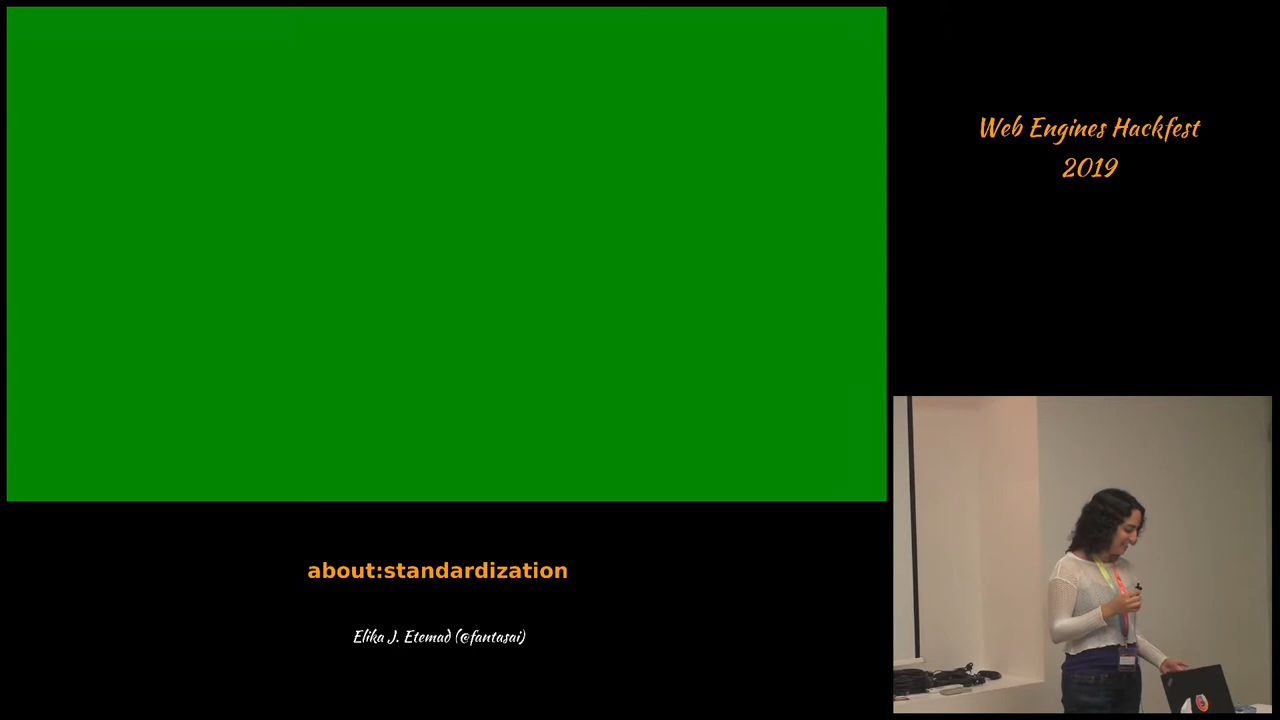 Web Engines Hackfest
2019
about:standardization
Elika J. Etemad (@fantasai)